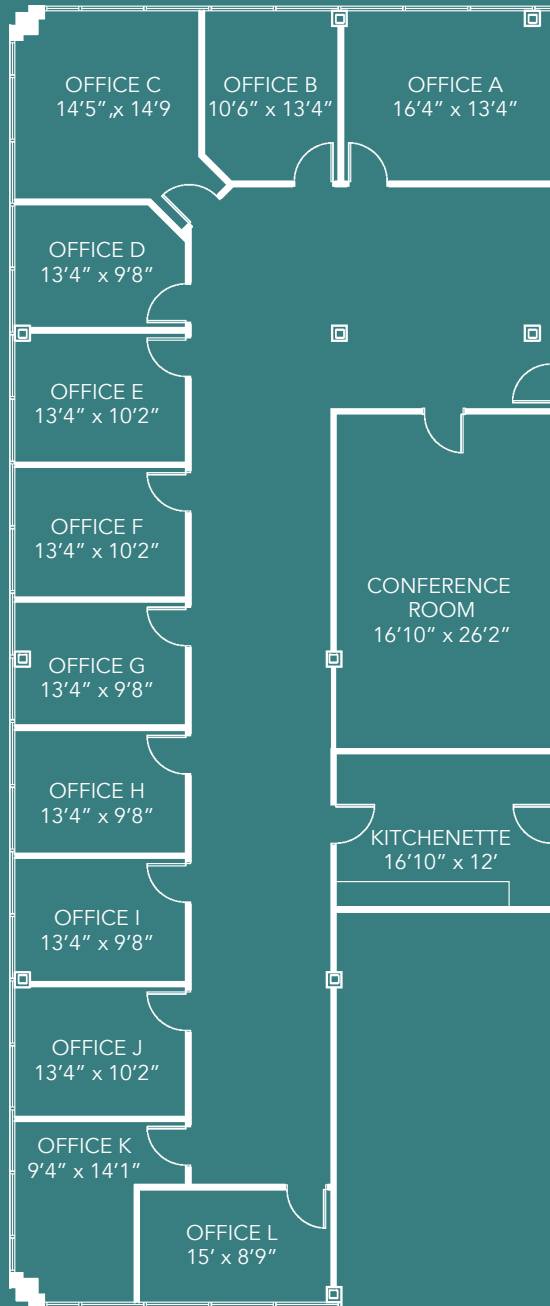 OFFICE C
14'5" „x 14'9
OFFICE B
10'6" x 13'4"
OFFICE A
16'4" x 13'4"
OFFICE D
13'4" x 9'8"
OFFICE E
13'4" x 10'2"
OFFICE F
13'4" x 10'2"
CONFERENCE
ROOM
16'10" x 26'2"
OFFICE G
13'4" x 9'8"
OFFICE H
13'4" x 9'8"
KITCHENETTE
16'10" x 12'
OFFICE I
13'4" x 9'8"
OFFICE J
13'4" x 10'2"
OFFICE K
9'4" x 14'1"
OFFICE L
15' x 8'9"